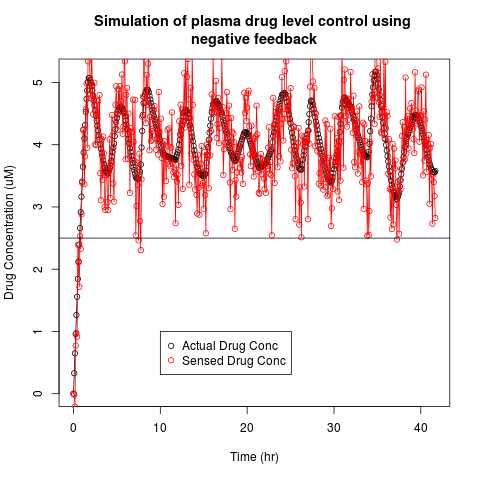 Simulation of plasma drug level control using
negative feedback
Drug Concentration (uM)
5
4
3
2
1
0
Actual Drug Conc
Sensed Drug Conc
0 10 20 30 40
Time (hr)